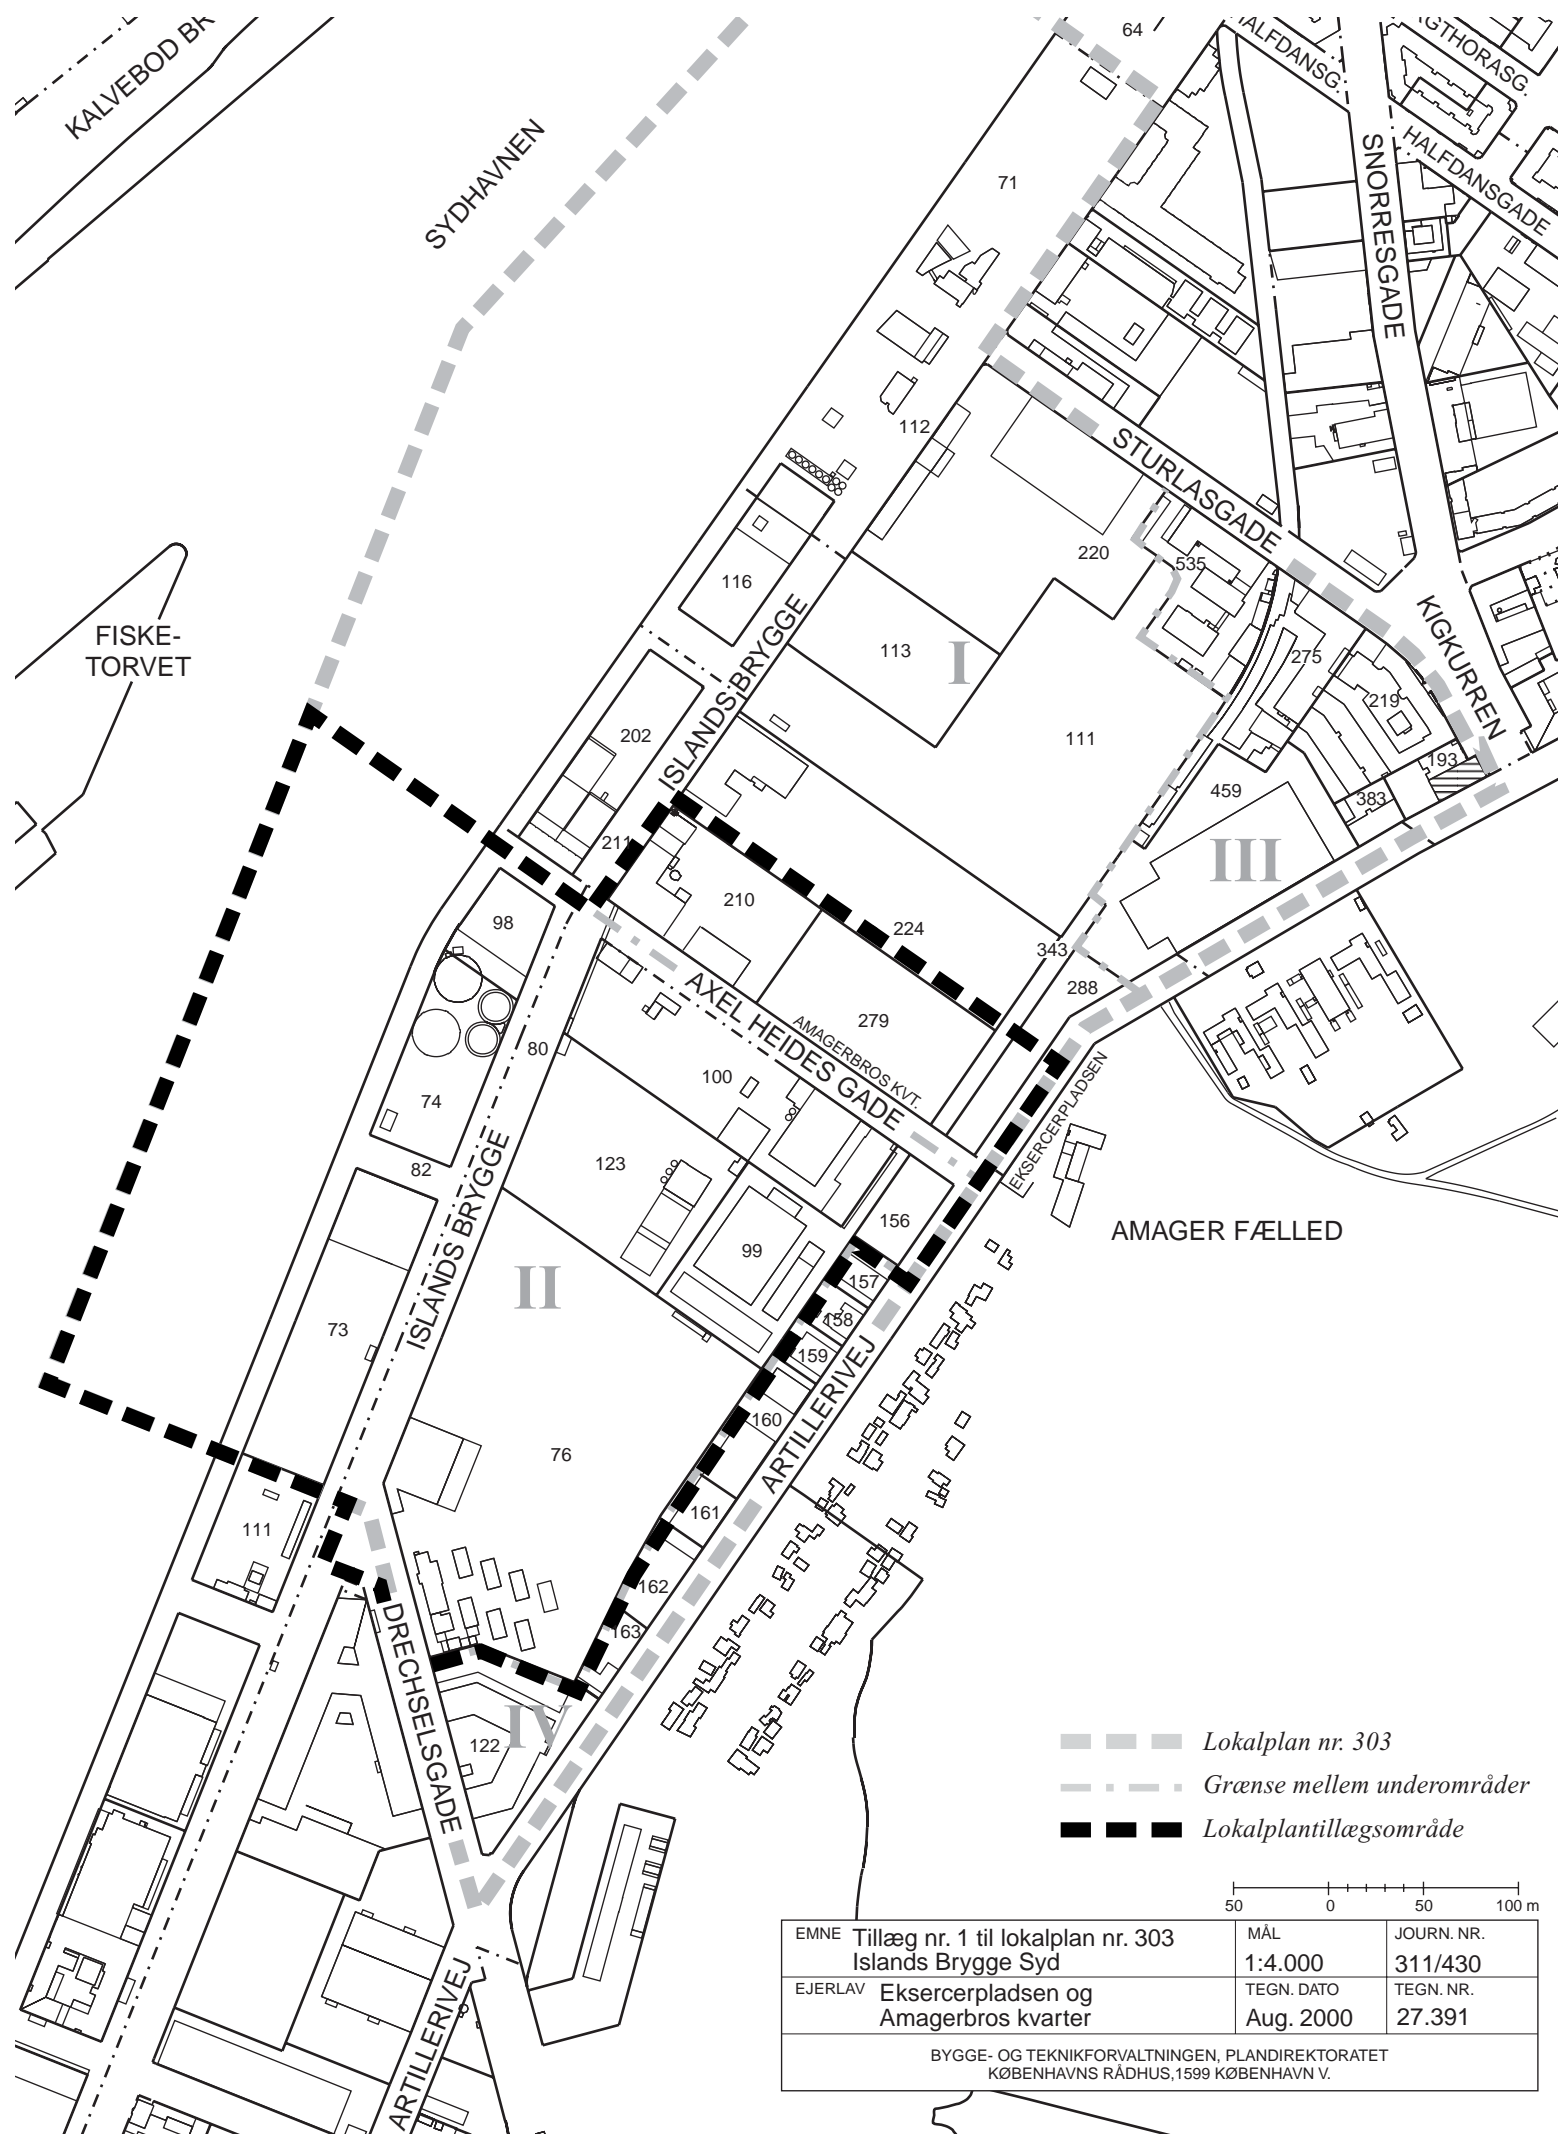 64
HALFDANSG.
GTHORASG.
KALVEBOD BR
SNORRESGADE
HALFDANSGADE
SYDHAVNEN
71
112
STURLASGADE
220
535
116
KIGKURREN
FISKE-
TORVET
ISLANDS BRYGGE
113
I
275
219
202
111
193
459
383
211
III
210
98
224
343
288
AXEL HEIDES GADE
AMAGERBROS KVT.
279
80
EKSERCERPLADSEN
100
74
123
82
ISLANDS BRYGGE
156
AMAGER FÆLLED
99
157
II
158
73
159
ARTILLERIVEJ
160
76
161
111
162
163
DRECHSELSGADE
IV
122
Lokalplan nr. 303
Grænse mellem underområder
Lokalplantillægsområde
50 0 50 100 m
EMNE Tillæg nr. 1 til lokalplan nr. 303
Islands Brygge Syd
MÅL
1:4.000
JOURN. NR.
311/430
EJERLAV Eksercerpladsen og
Amagerbros kvarter
TEGN. DATO
Aug. 2000
TEGN. NR.
27.391
BYGGE- OG TEKNIKFORVALTNINGEN, PLANDIREKTORATET
KØBENHAVNS RÅDHUS,1599 KØBENHAVN V.
ARTILLERIVEJ